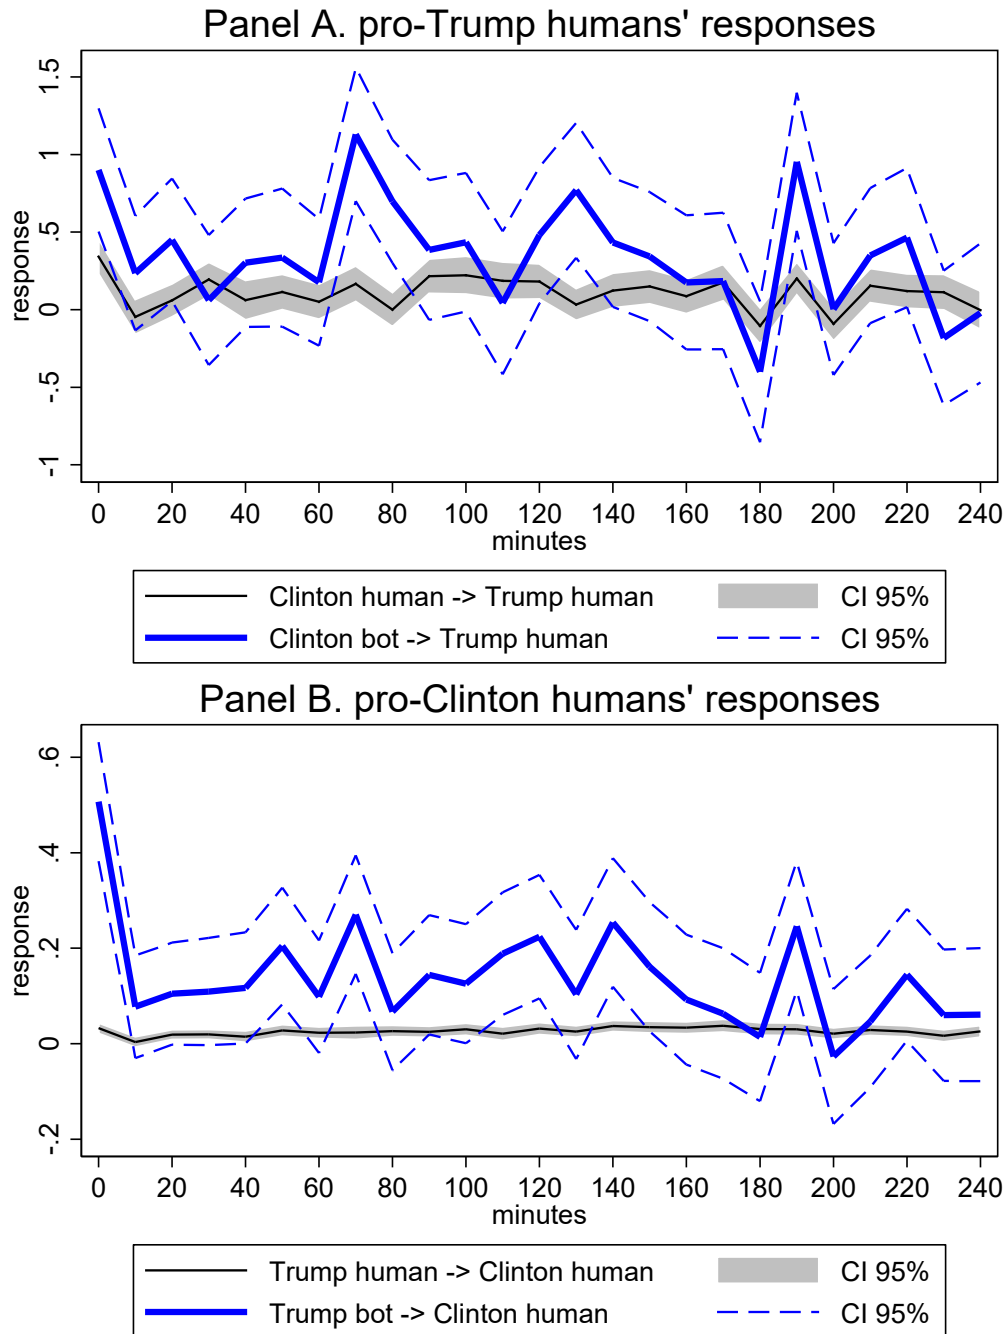 Panel A. pro-Trump humans' responses
1.5
1
.5
0
-.5
-1
response
0 20 40 60 80 100 120 140 160 180 200 220 240
minutes
Clinton human -> Trump human CI 95%
Clinton bot -> Trump human CI 95%
Panel B. pro-Clinton humans' responses
.6
.4
.2
0
-.2
response
0 20 40 60 80 100 120 140 160 180 200 220 240
minutes
Trump human -> Clinton human CI 95%
Trump bot -> Clinton human CI 95%